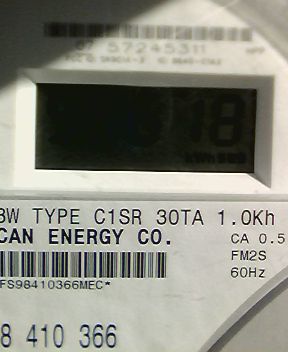 07 57245311
18
kWh
3W TYPE C1SR 30TA 1.0Kh
CAN ENERGY CO.
CA 0.5
FM2S
60Hz
FS98410366MEC*
8 410 366